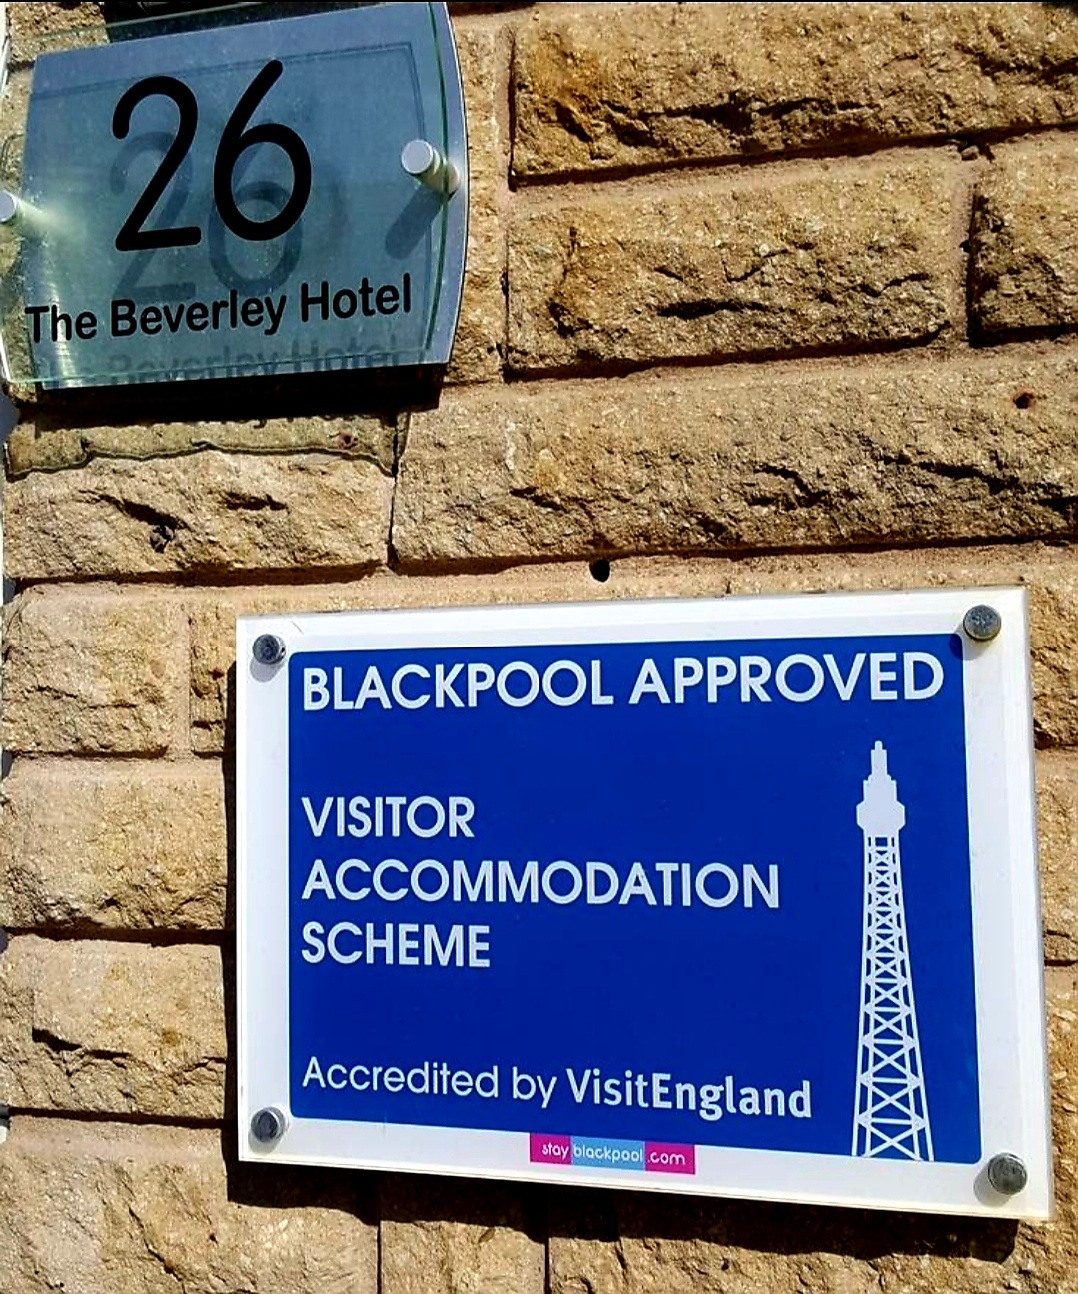 26
The Beverley Hotel
BLACKPOOL APPROVED
VISITOR
ACCOMMODATION
SCHEME
Accredited by VisitEngland
stayblackpool.com